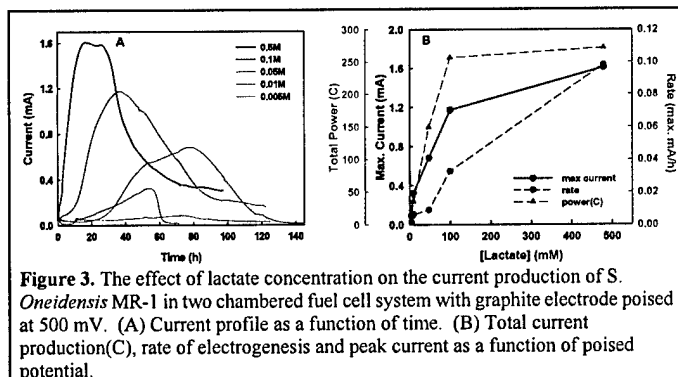 A
0.5M
0.1M
0.05M
0.01M
0.005M
1.6
1.2
0.8
0.4
0.0
Current (mA)
0 20 40 60 80 100 120 140
Time (h)
B
300
250
200
150
100
50
0
Total Power (C)
2.0
1.6
1.2
0.8
0.4
0.0
Max. Current (mA)
0.12
0.10
0.08
0.06
0.04
0.02
0.00
Rate (max. mA/h)
max current
rate
power(C)
0 100 200 300 400 500
[Lactate] (mM)
Figure 3. The effect of lactate concentration on the current production of S.
Oneidensis MR-1 in two chambered fuel cell system with graphite electrode poised
at 500 mV. (A) Current profile as a function of time. (B) Total current
production(C), rate of electrogenesis and peak current as a function of poised
potential.